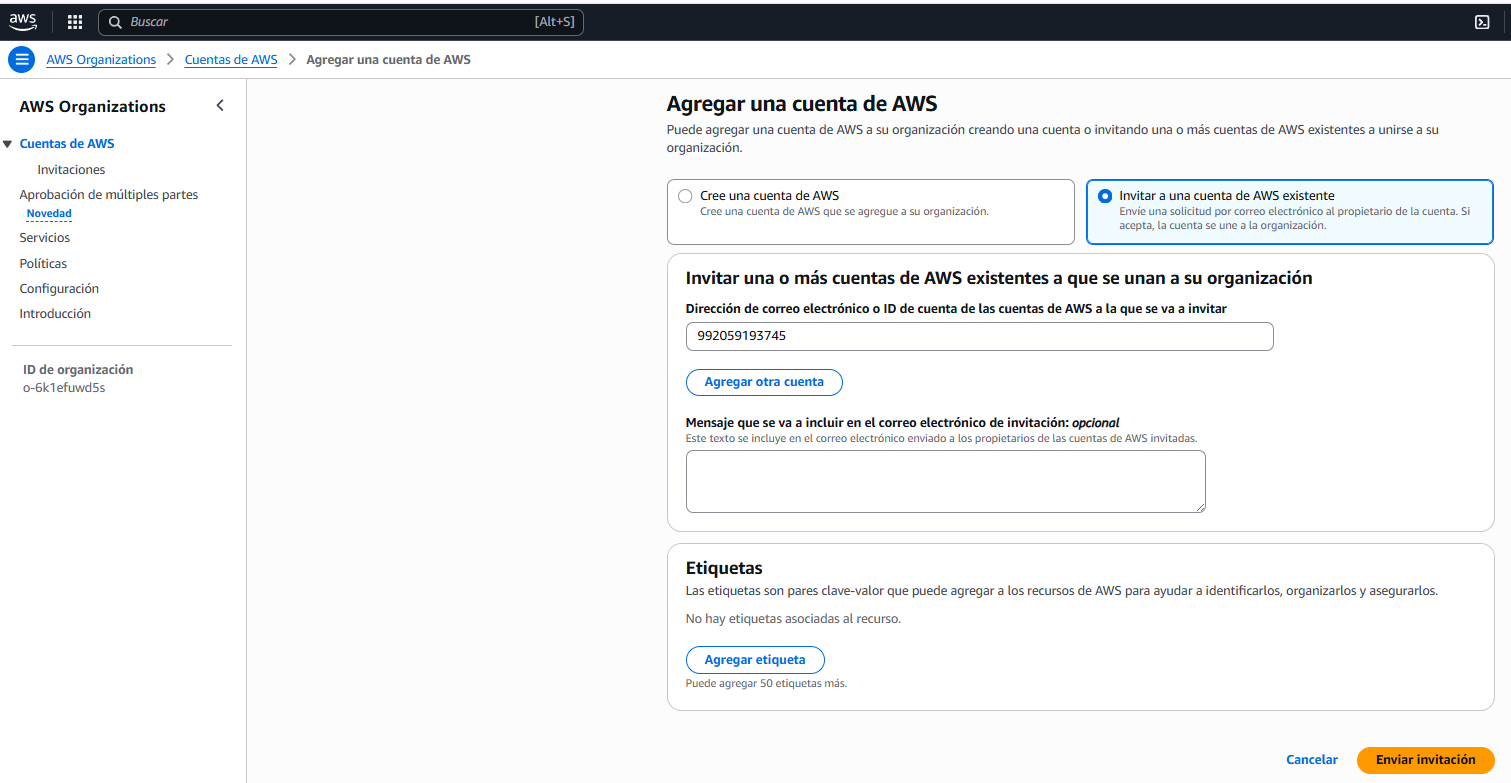 aws
Buscar
[Alt+S]
AWS Organizations > Cuentas de AWS > Agregar una cuenta de AWS
AWS Organizations
Cuentas de AWS
Invitaciones
Aprobación de múltiples partes
Novedad
Servicios
Políticas
Configuración
Introducción
ID de organización
o-6k1efuwd5s
Agregar una cuenta de AWS
Puede agregar una cuenta de AWS a su organización creando una cuenta o invitando una o más cuentas de AWS existentes a unirse a su
organización.
Cree una cuenta de AWS
Cree una cuenta de AWS que se agregue a su organización.
Invitar a una cuenta de AWS existente
Envíe una solicitud por correo electrónico al propietario de la cuenta. Si
acepta, la cuenta se une a la organización.
Invitar una o más cuentas de AWS existentes a que se unan a su organización
Dirección de correo electrónico o ID de cuenta de las cuentas de AWS a la que se va a invitar
992059193745
Agregar otra cuenta
Mensaje que se va a incluir en el correo electrónico de invitación: opcional
Este texto se incluye en el correo electrónico enviado a los propietarios de las cuentas de AWS invitadas.
Etiquetas
Las etiquetas son pares clave-valor que puede agregar a los recursos de AWS para ayudar a identificarlos, organizarlos y asegurarlos.
No hay etiquetas asociadas al recurso.
Agregar etiqueta
Puede agregar 50 etiquetas más.
Cancelar
Enviar invitación